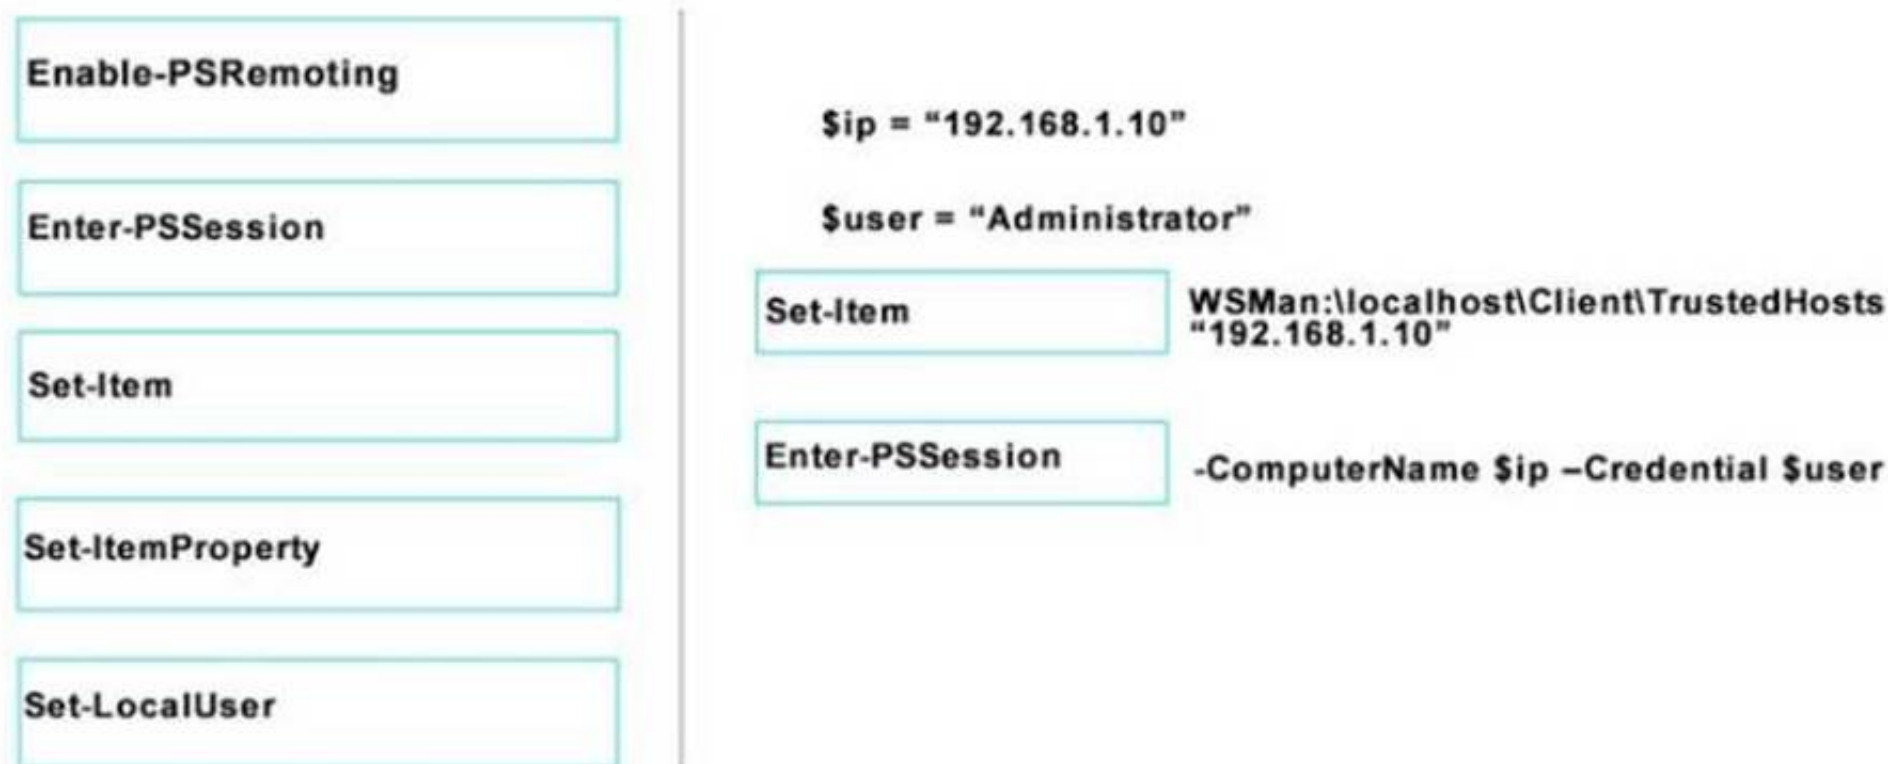 Enable-PSRemoting
Enter-PSSession
Set-Item
Set-ItemProperty
Set-LocalUser
$ip = “192.168.1.10”
$user = “Administrator”
Set-Item WSMan:\localhost\Client\TrustedHosts
“192.168.1.10”
Enter-PSSession -ComputerName $ip –Credential $user